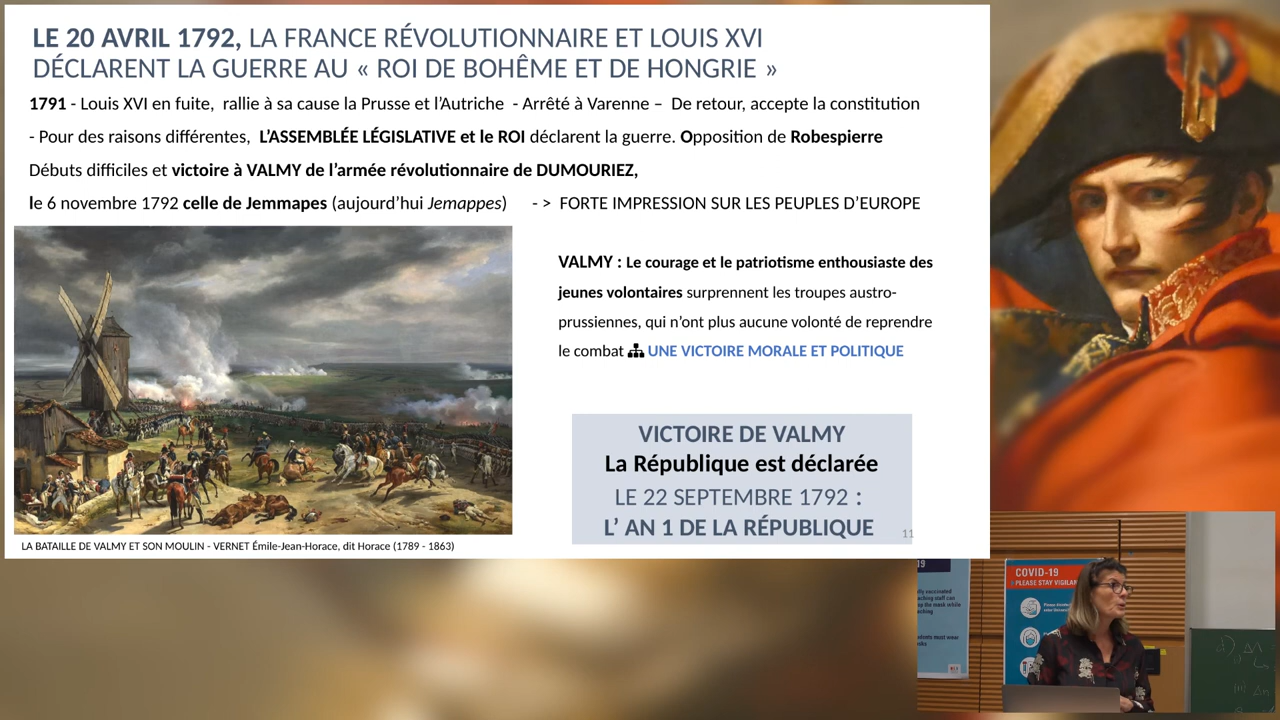 LE 20 AVRIL 1792, LA FRANCE RÉVOLUTIONNAIRE ET LOUIS XVI
DÉCLARENT LA GUERRE AU « ROI DE BOHÊME ET DE HONGRIE »
1791 - Louis XVI en fuite, rallie à sa cause la Prusse et l'Autriche - Arrêté à Varenne – De retour, accepte la constitution
- Pour des raisons différentes, L'ASSEMBLÉE LÉGISLATIVE et le ROI déclarent la guerre. Opposition de Robespierre
Débuts difficiles et victoire à VALMY de l'armée révolutionnaire de DUMOURIEZ,
le 6 novembre 1792 celle de Jemmapes (aujourd'hui Jemappes) - > FORTE IMPRESSION SUR LES PEUPLES D'EUROPE
VALMY : Le courage et le patriotisme enthousiaste des
jeunes volontaires surprennent les troupes austro-
prussiennes, qui n'ont plus aucune volonté de reprendre
le combat UNE VICTOIRE MORALE ET POLITIQUE
VICTOIRE DE VALMY
La République est déclarée
LE 22 SEPTEMBRE 1792 :
L' AN 1 DE LA RÉPUBLIQUE
11
LA BATAILLE DE VALMY ET SON MOULIN - VERNET Émile-Jean-Horace, dit Horace (1789 - 1863)
19
COVID-19
PLEASE STAY